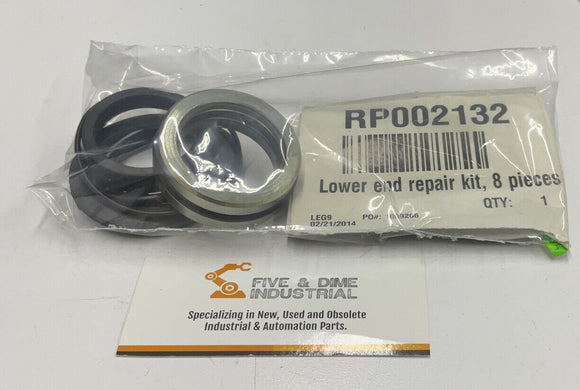 RP002132
Lower end repair kit, 8 pieces
QTY: 1
LEG9 PO#:
02/21/2014
FIVE & DIME
INDUSTRIAL
Specializing in New, Used and Obsolete
Industrial & Automation Parts.